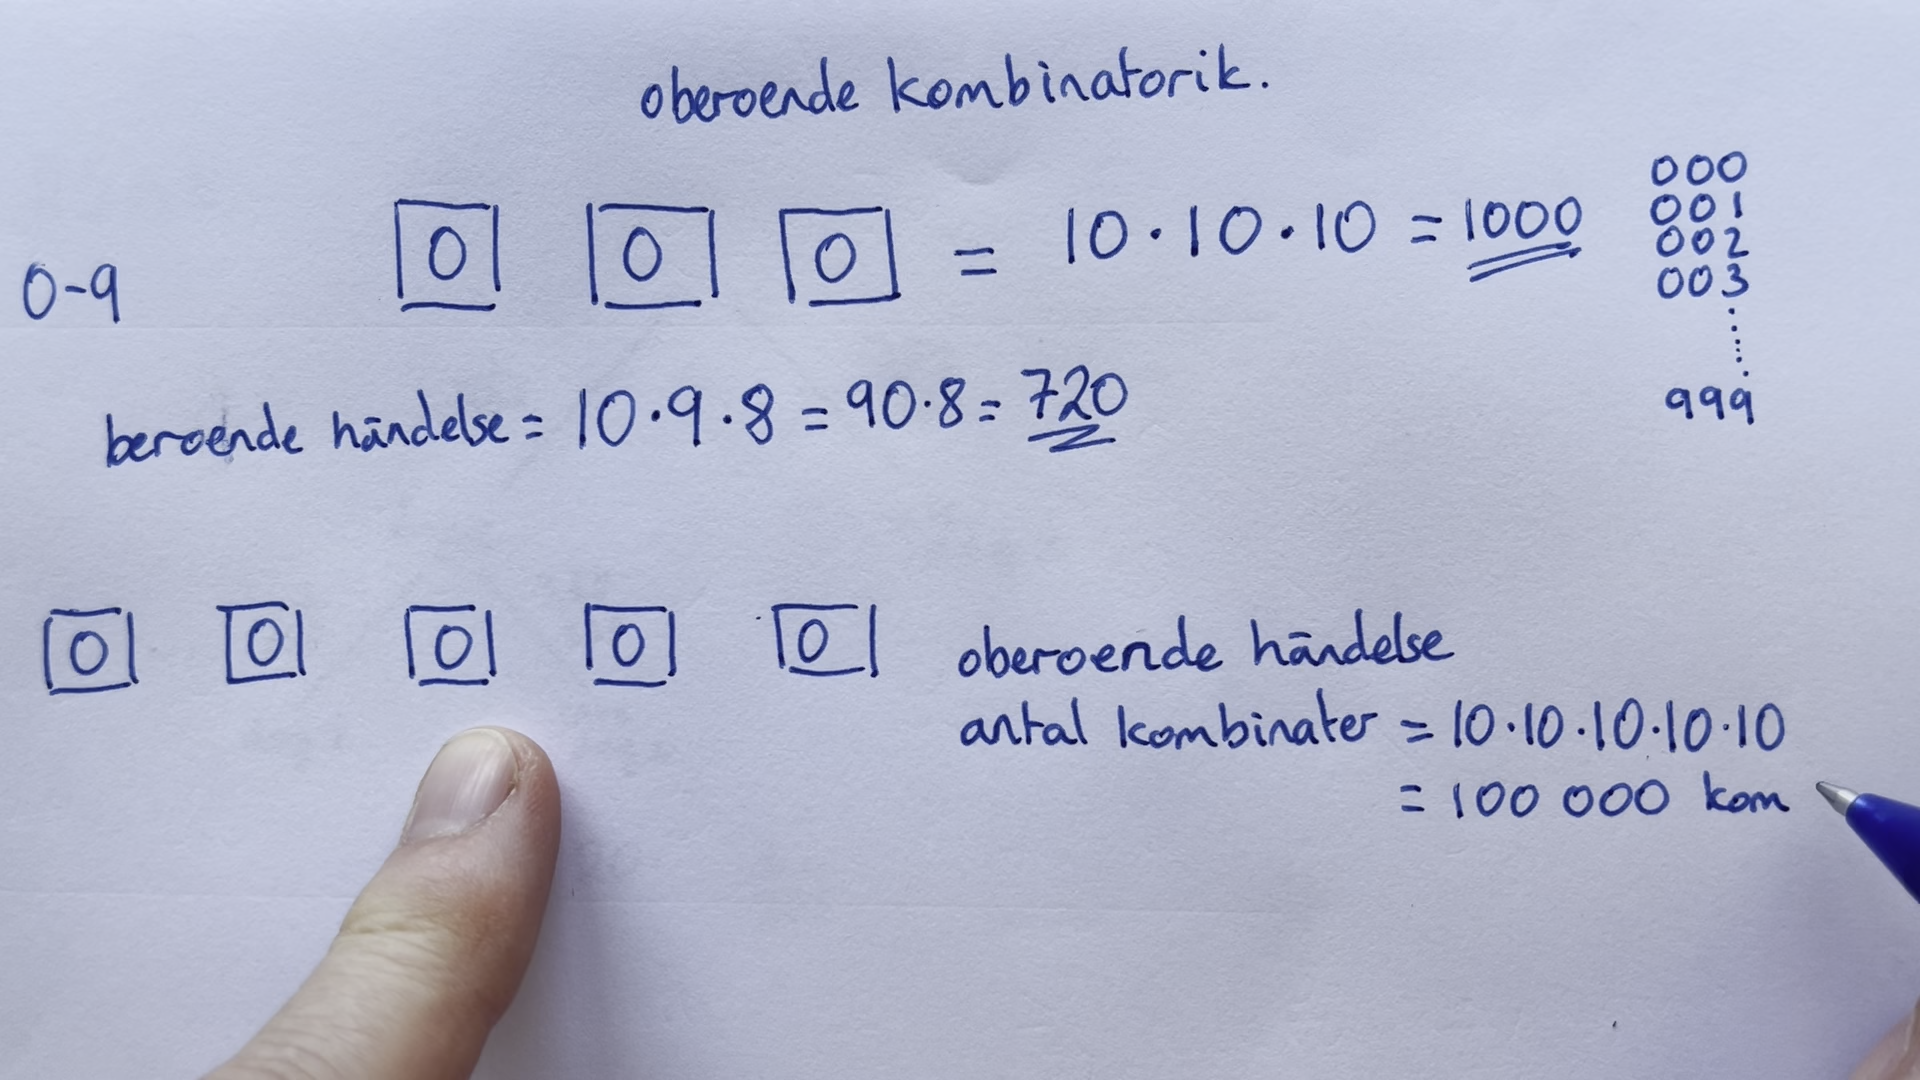 oberoende kombinatorik.
0-9 0 0 0 = 10·10·10 = 1000
000
001
002
003
999
beroende händelse = 10·9·8 = 90·8 = 720
0 0 0 0 0
oberoende händelse
antal kombinater = 10·10·10·10·10
= 100 000 kom